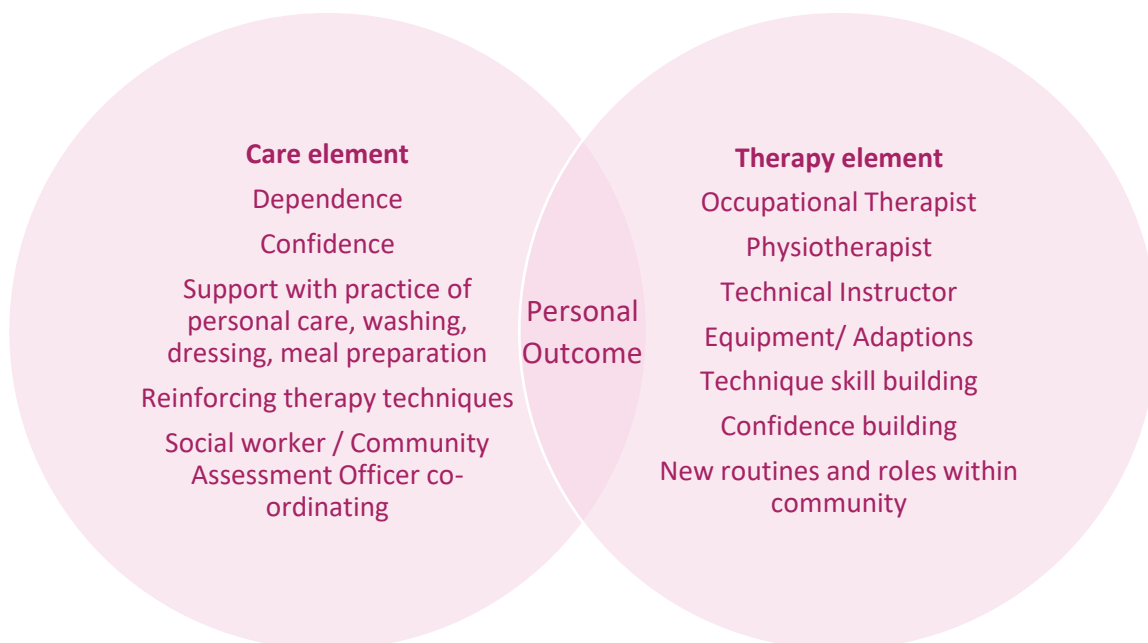 Care element
Dependence
Confidence
Support with practice of
personal care, washing,
dressing, meal preparation
Reinforcing therapy techniques
Social worker / Community
Assessment Officer co-
ordinating
Personal
Outcome
Therapy element
Occupational Therapist
Physiotherapist
Technical Instructor
Equipment/ Adaptions
Technique skill building
Confidence building
New routines and roles within
community